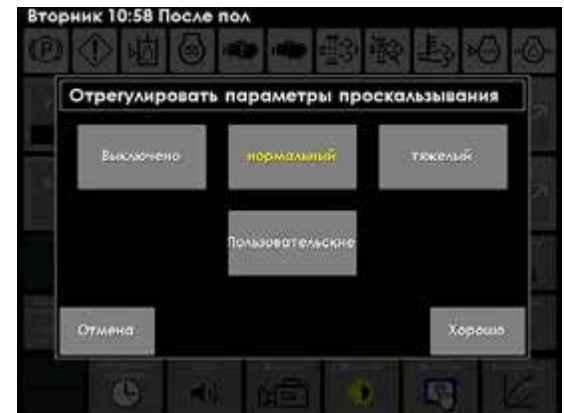 Вторник 10:58 После пол
Отрегулировать параметры проскальзывания
Выключено
нормальный
тяжелый
Пользовательские
Отмена
Хорошо